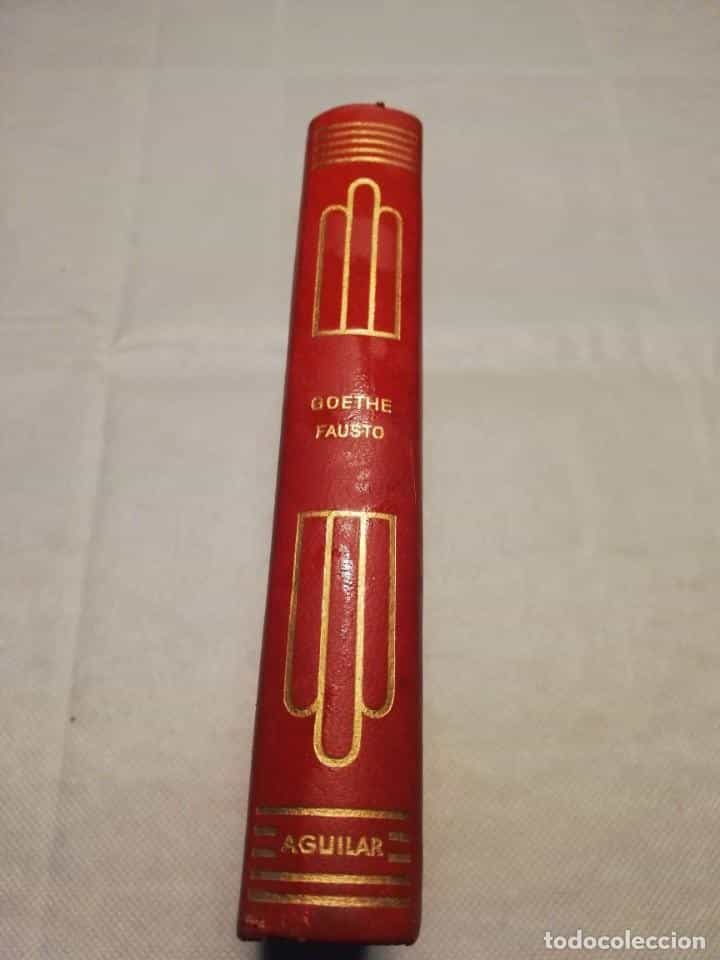 GOETHE
FAUSTO
AGUILAR
todocoleccion